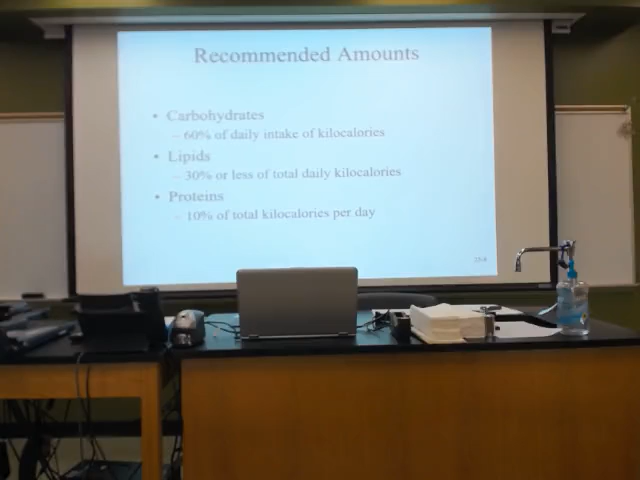 Recommended Amounts
• Carbohydrates
– 60% of daily intake of kilocalories
• Lipids
– 30% or less of total daily kilocalories
• Proteins
– 10% of total kilocalories per day